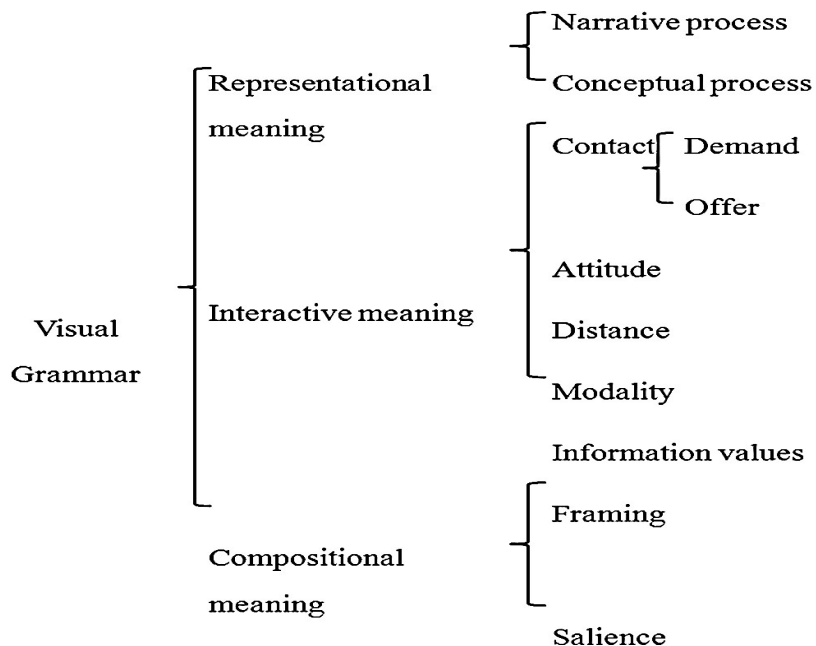 Narrative process
Representational
meaning
Conceptual process
Contact
Demand
Offer
Attitude
Interactive meaning
Visual
Grammar
Distance
Modality
Information values
Framing
Compositional
meaning
Salience